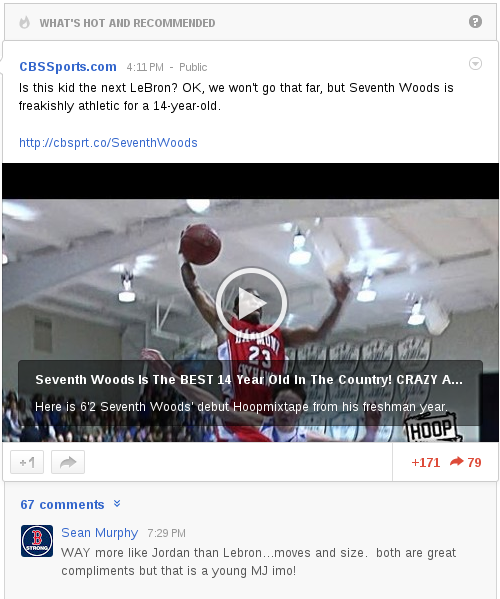 WHAT'S HOT AND RECOMMENDED
?
CBSSports.com 4:11 PM - Public
Is this kid the next LeBron? OK, we won't go that far, but Seventh Woods is
freakishly athletic for a 14-year-old.
http://cbsprt.co/SeventhWoods
HAMMOND
23
Seventh Woods Is The BEST 14 Year Old In The Country! CRAZY A...
Here is 6'2 Seventh Woods' debut Hoopmixtape from his freshman year.
HOOP
+1
+171 79
67 comments
B
STRONG
Sean Murphy 7:29 PM
WAY more like Jordan than Lebron...moves and size.  both are great
compliments but that is a young MJ imo!